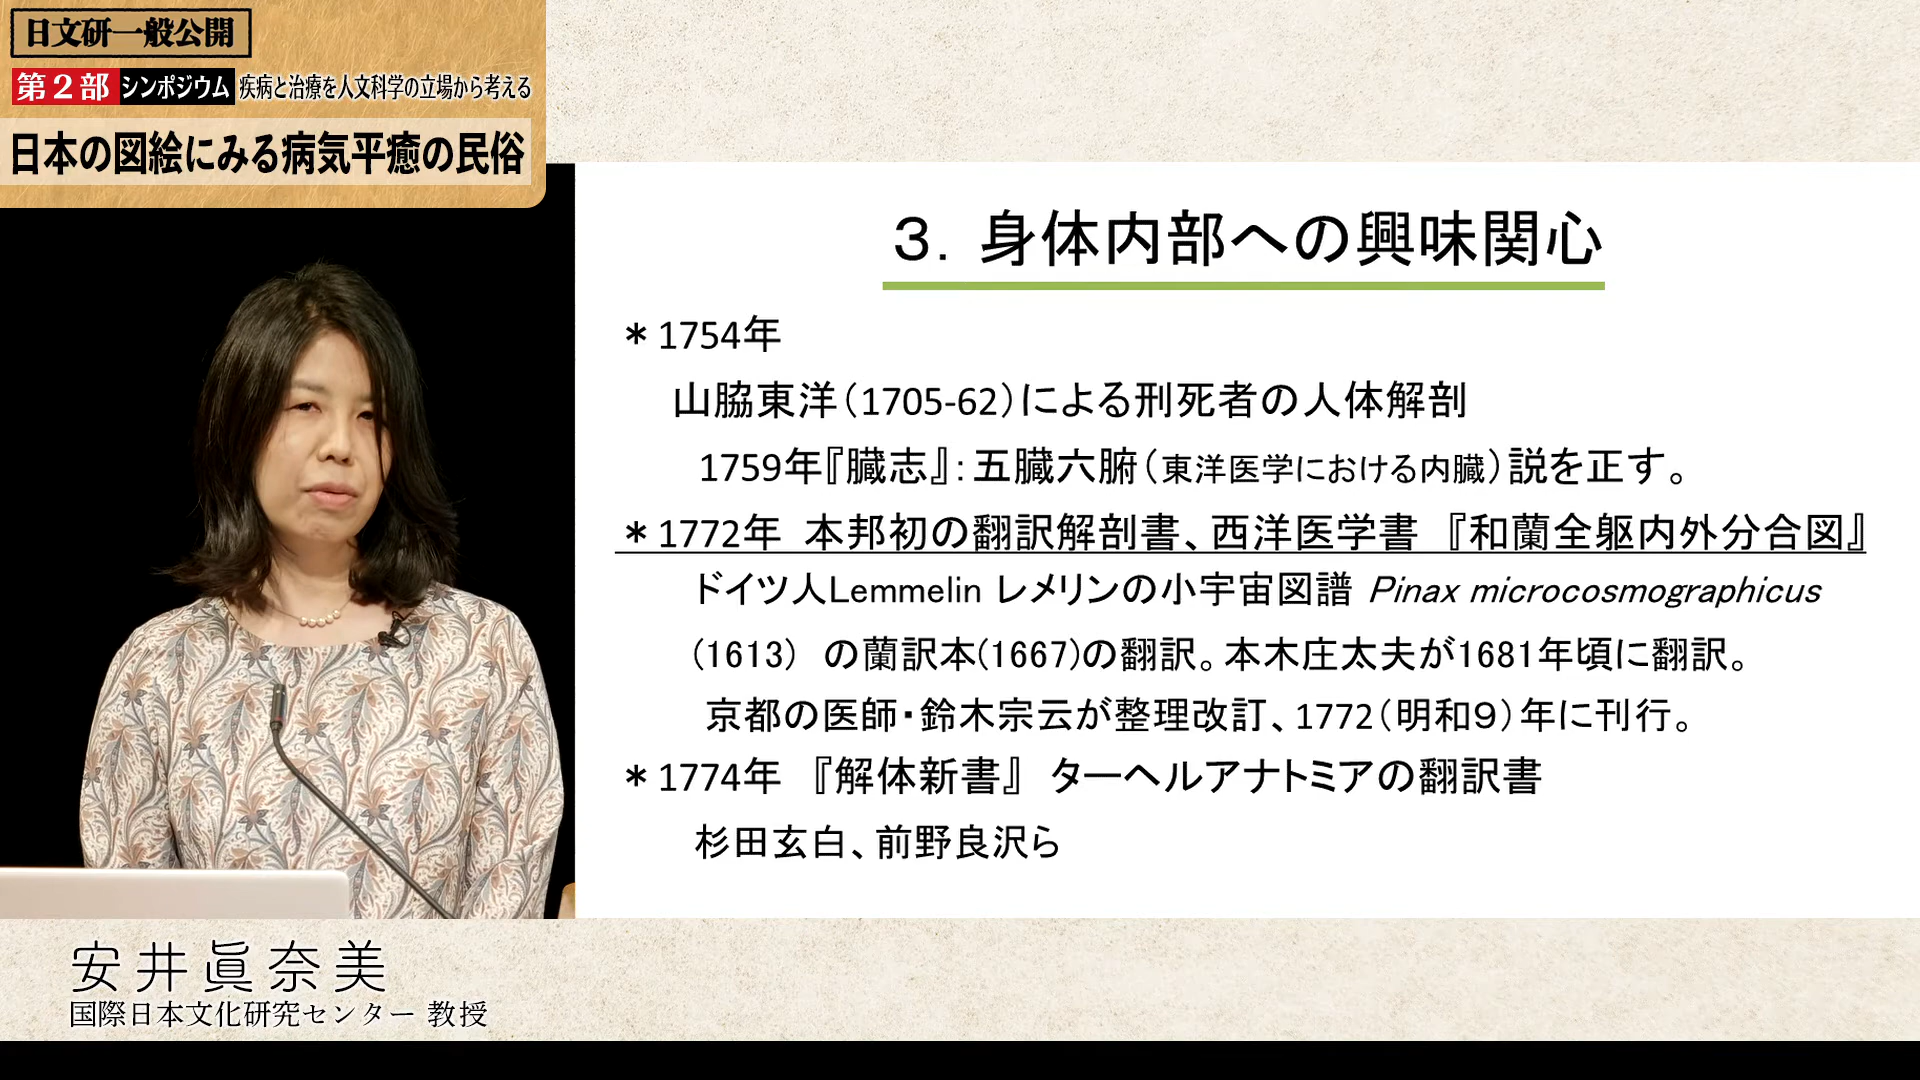 日文研一般公開
第2部 シンポジウム 疾病と治療を人文科学の立場から考える
日本の図絵にみる病気平癒の民俗
３．身体内部への興味関心
＊1754年
山脇東洋（1705-62）による刑死者の人体解剖
1759年『臓志』：五臓六腑（東洋医学における内臓）説を正す。
＊1772年 本邦初の翻訳解剖書、西洋医学書 『和蘭全躯内外分合図』
ドイツ人Lemmelin レメリンの小宇宙図譜 Pinax microcosmographicus
(1613) の蘭訳本(1667)の翻訳。本木庄太夫が1681年頃に翻訳。
京都の医師・鈴木宗云が整理改訂、1772（明和９）年に刊行。
＊1774年 『解体新書』 ターヘルアナトミアの翻訳書
杉田玄白、前野良沢ら
安井眞奈美
国際日本文化研究センター 教授